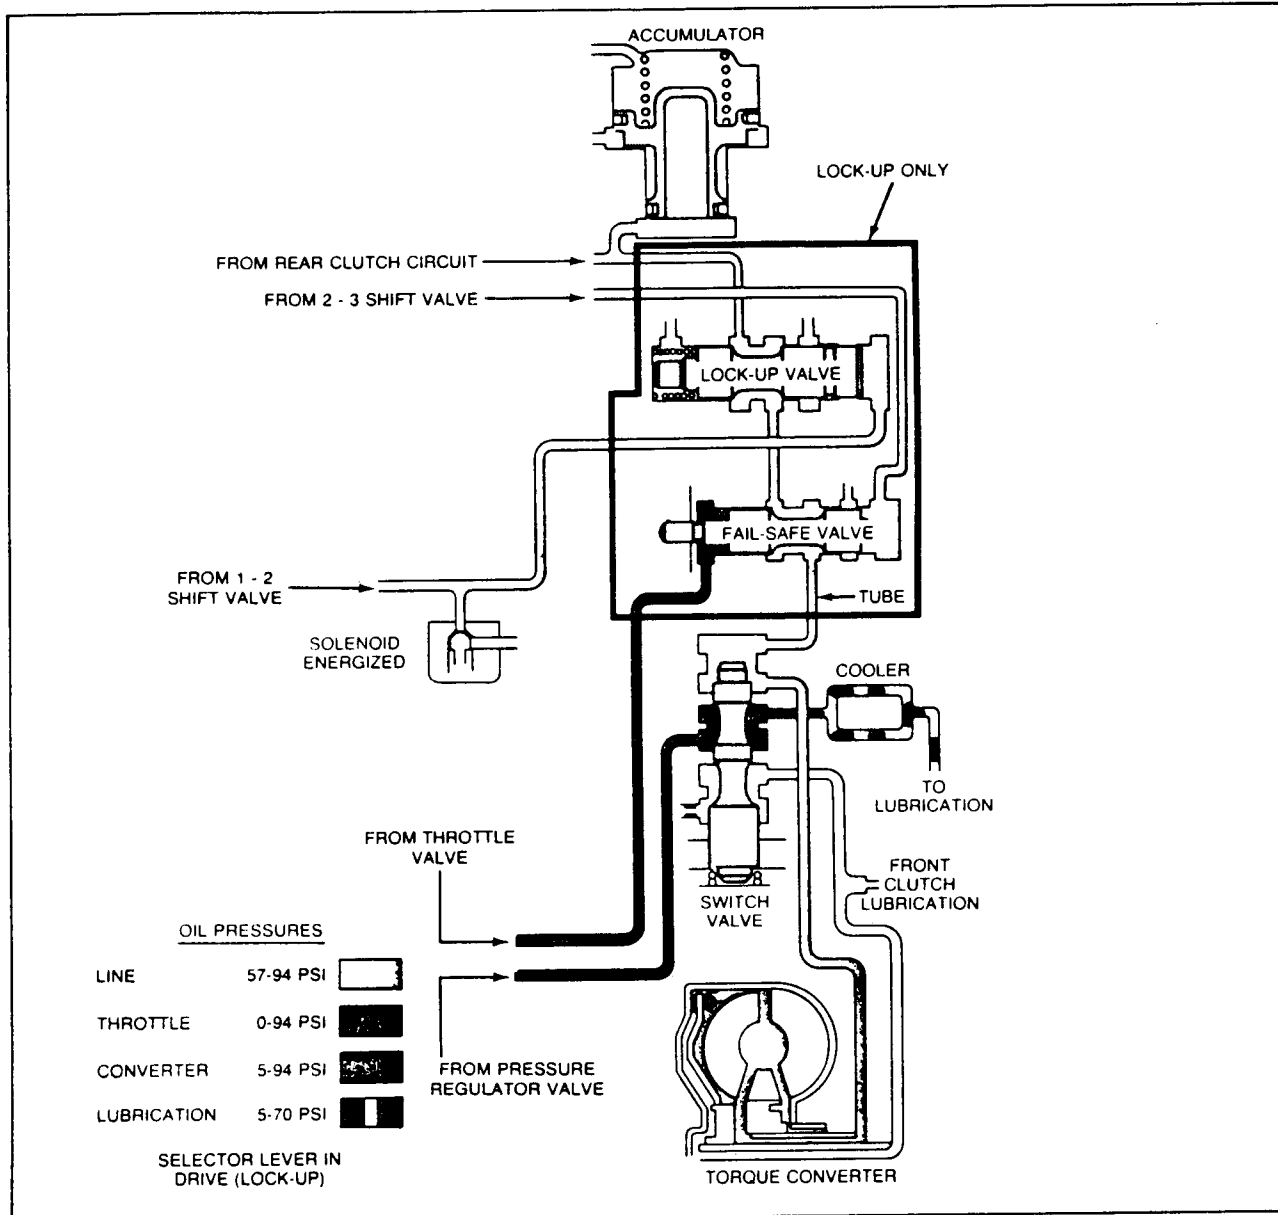 ACCUMULATOR
LOCK-UP ONLY
FROM REAR CLUTCH CIRCUIT
FROM 2 - 3 SHIFT VALVE
LOCK-UP VALVE
FAIL-SAFE VALVE
FROM 1 - 2
SHIFT VALVE
TUBE
SOLENOID
ENERGIZED
COOLER
TO
LUBRICATION
FROM THROTTLE
VALVE
FRONT
CLUTCH
LUBRICATION
SWITCH
VALVE
OIL PRESSURES
LINE 57-94 PSI
THROTTLE 0-94 PSI
CONVERTER 5-94 PSI
LUBRICATION 5-70 PSI
FROM PRESSURE
REGULATOR VALVE
SELECTOR LEVER IN
DRIVE (LOCK-UP)
TORQUE CONVERTER